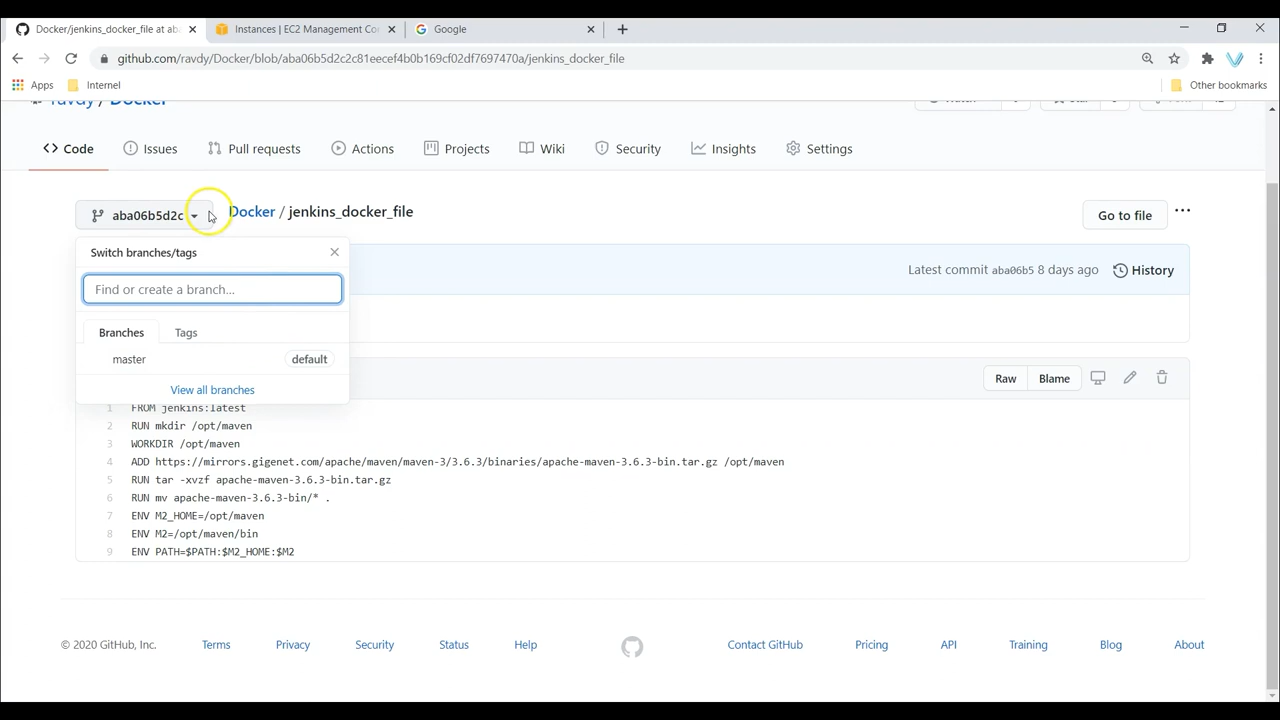 Docker/jenkins_docker_file at aba
Instances | EC2 Management Co
Google
github.com/ravdy/Docker/blob/aba06b5d2c2c81eecef4b0b169cf02df7697470a/jenkins_docker_file
Apps
Internet
Other bookmarks
ravdy / Docker
Code
Issues
Pull requests
Actions
Projects
Wiki
Security
Insights
Settings
aba06b5d2c
Docker / jenkins_docker_file
Go to file
Switch branches/tags
Find or create a branch...
Latest commit aba06b5 8 days ago
History
Branches
Tags
master
default
View all branches
Raw
Blame
1 FROM jenkins:latest
2 RUN mkdir /opt/maven
3 WORKDIR /opt/maven
4 ADD https://mirrors.gigenet.com/apache/maven/maven-3/3.6.3/binaries/apache-maven-3.6.3-bin.tar.gz /opt/maven
5 RUN tar -xvzf apache-maven-3.6.3-bin.tar.gz
6 RUN mv apache-maven-3.6.3-bin/* .
7 ENV M2_HOME=/opt/maven
8 ENV M2=/opt/maven/bin
9 ENV PATH=$PATH:$M2_HOME:$M2
© 2020 GitHub, Inc.
Terms
Privacy
Security
Status
Help
Contact GitHub
Pricing
API
Training
Blog
About